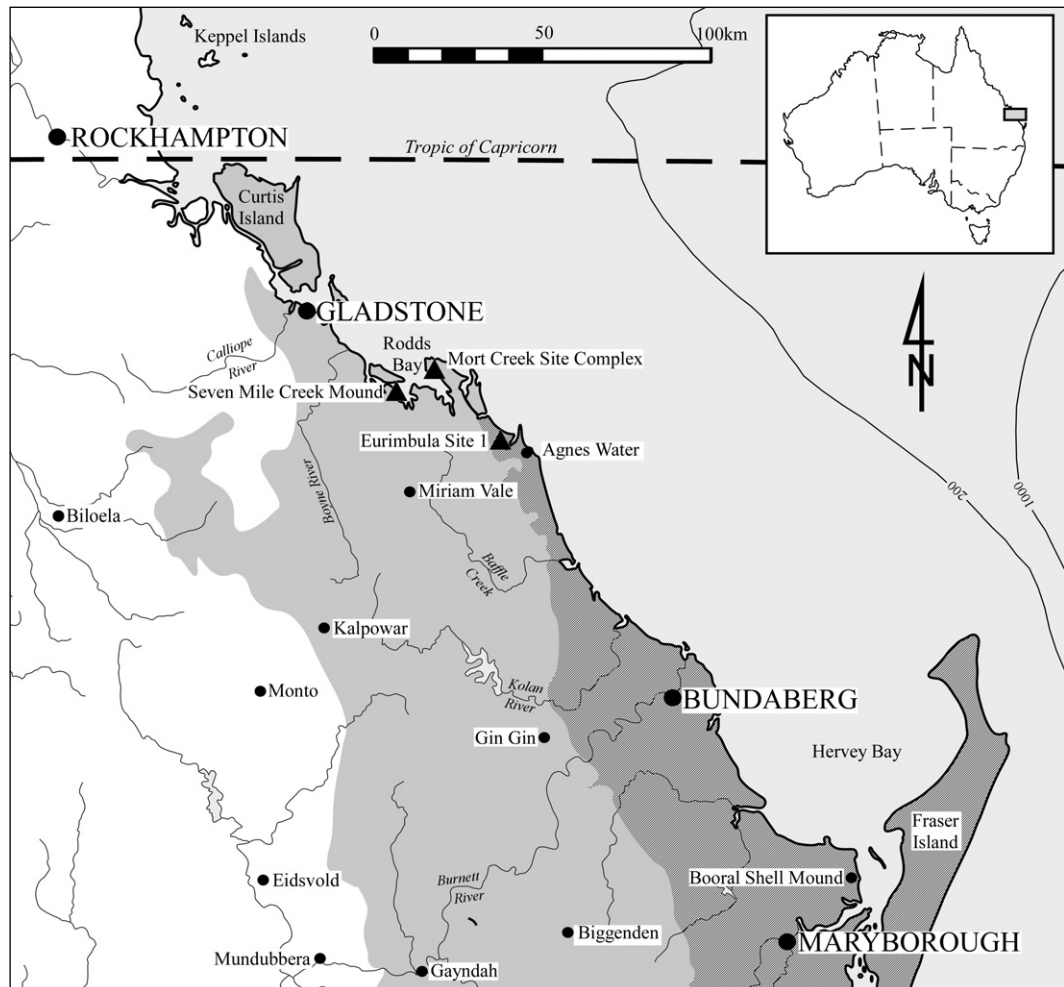 Keppel Islands
0 50 100km
ROCKHAMPTON
Tropic of Capricorn
Curtis
Island
GLADSTONE
Calliope
River
Rodds
Bay
Mort Creek Site Complex
Seven Mile Creek Mound
Eurimbula Site 1
Agnes Water
Boyne River
Miriam Vale
Biloela
Baffle
Creek
200
1000
N
Kalpowar
Monto
Kolan
River
BUNDABERG
Gin Gin
Hervey Bay
Fraser
Island
Booral Shell Mound
Eidsvold
Burnett
River
Biggenden
MARYBOROUGH
Mundubbera
Gayndah